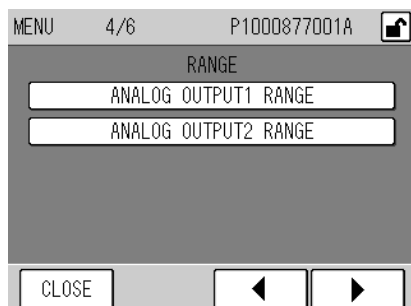 MENU 4/6 P1000877001A
RANGE
ANALOG OUTPUT1 RANGE
ANALOG OUTPUT2 RANGE
CLOSE